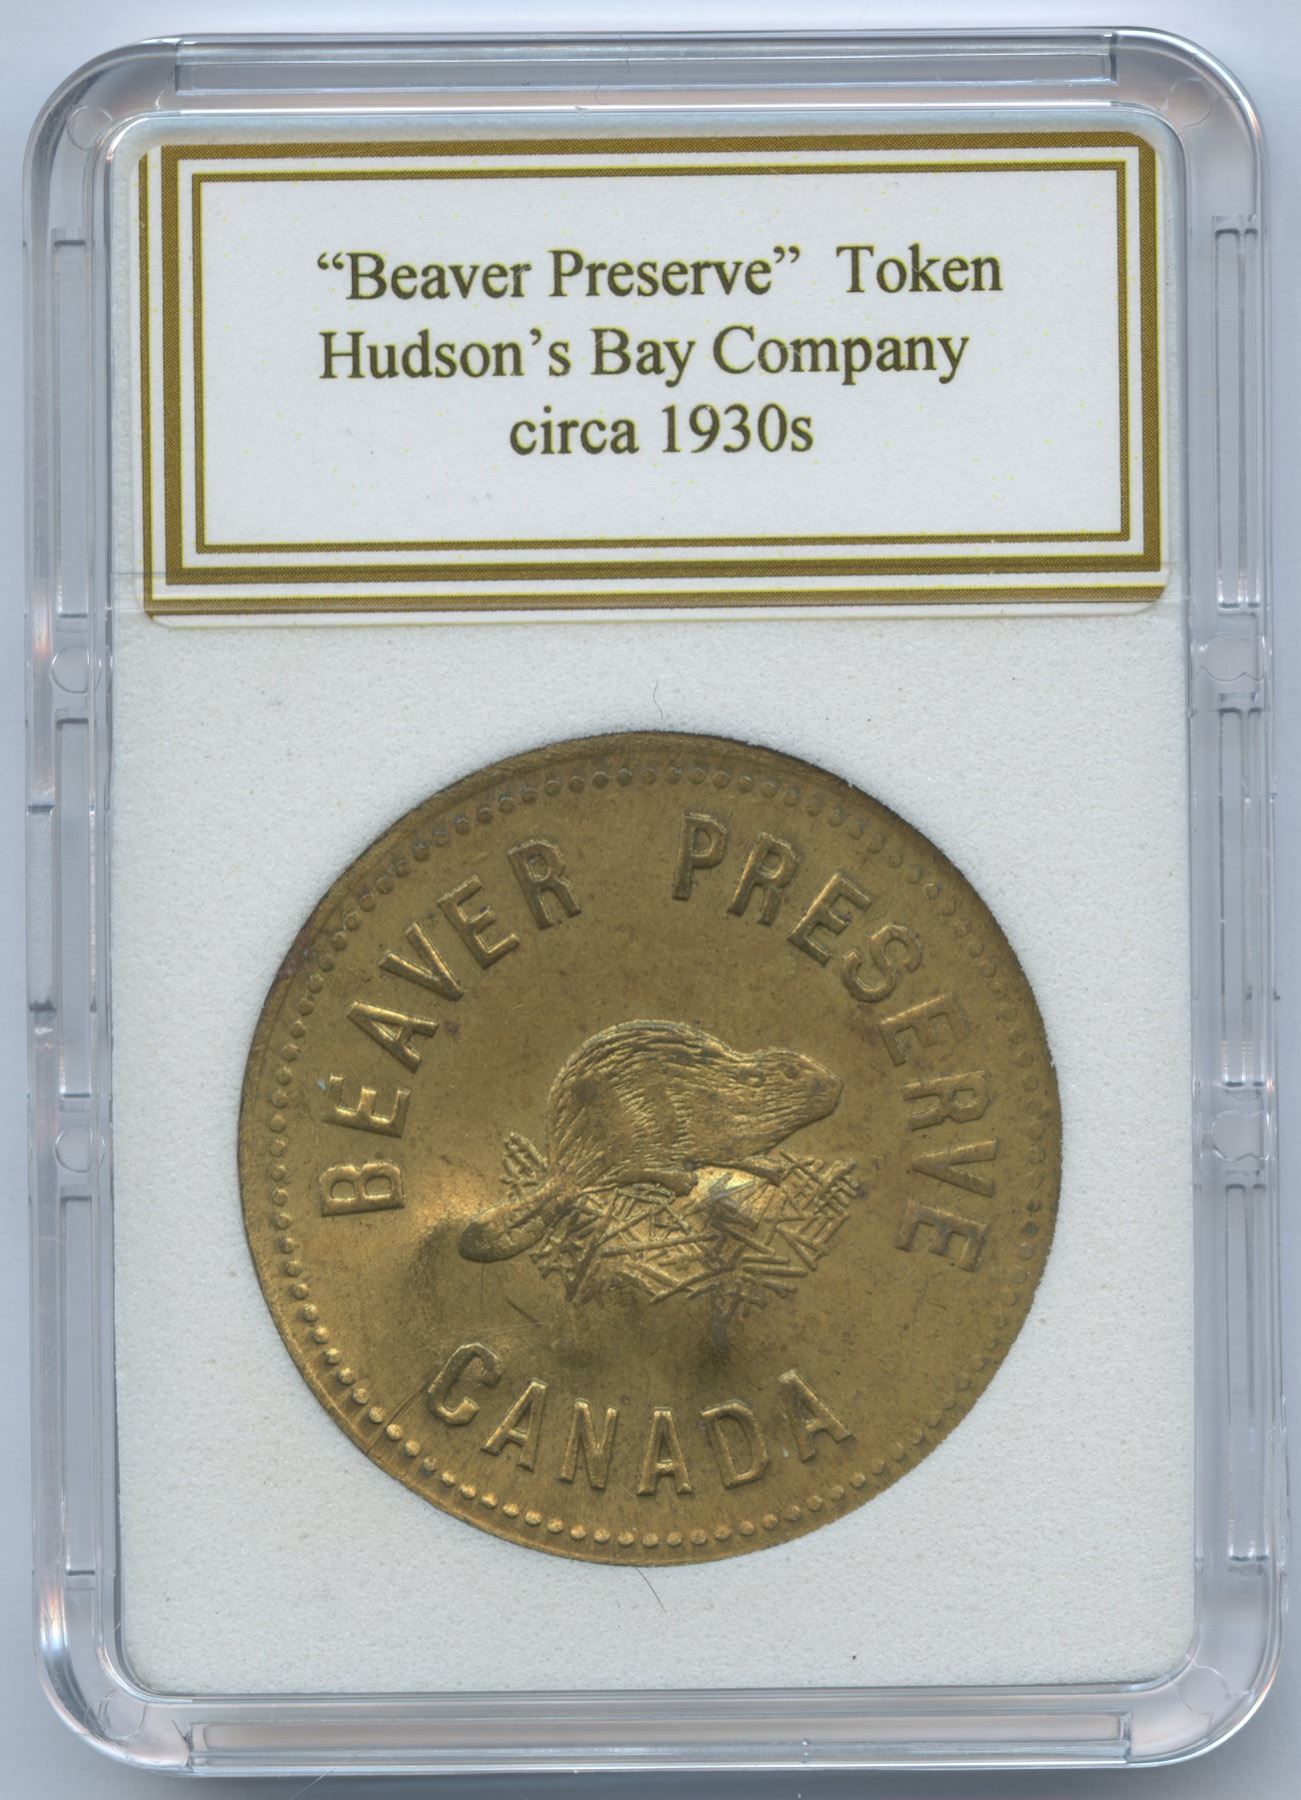 “Beaver Preserve” Token
Hudson’s Bay Company
circa 1930s
BEAVER PRESERVE
CANADA